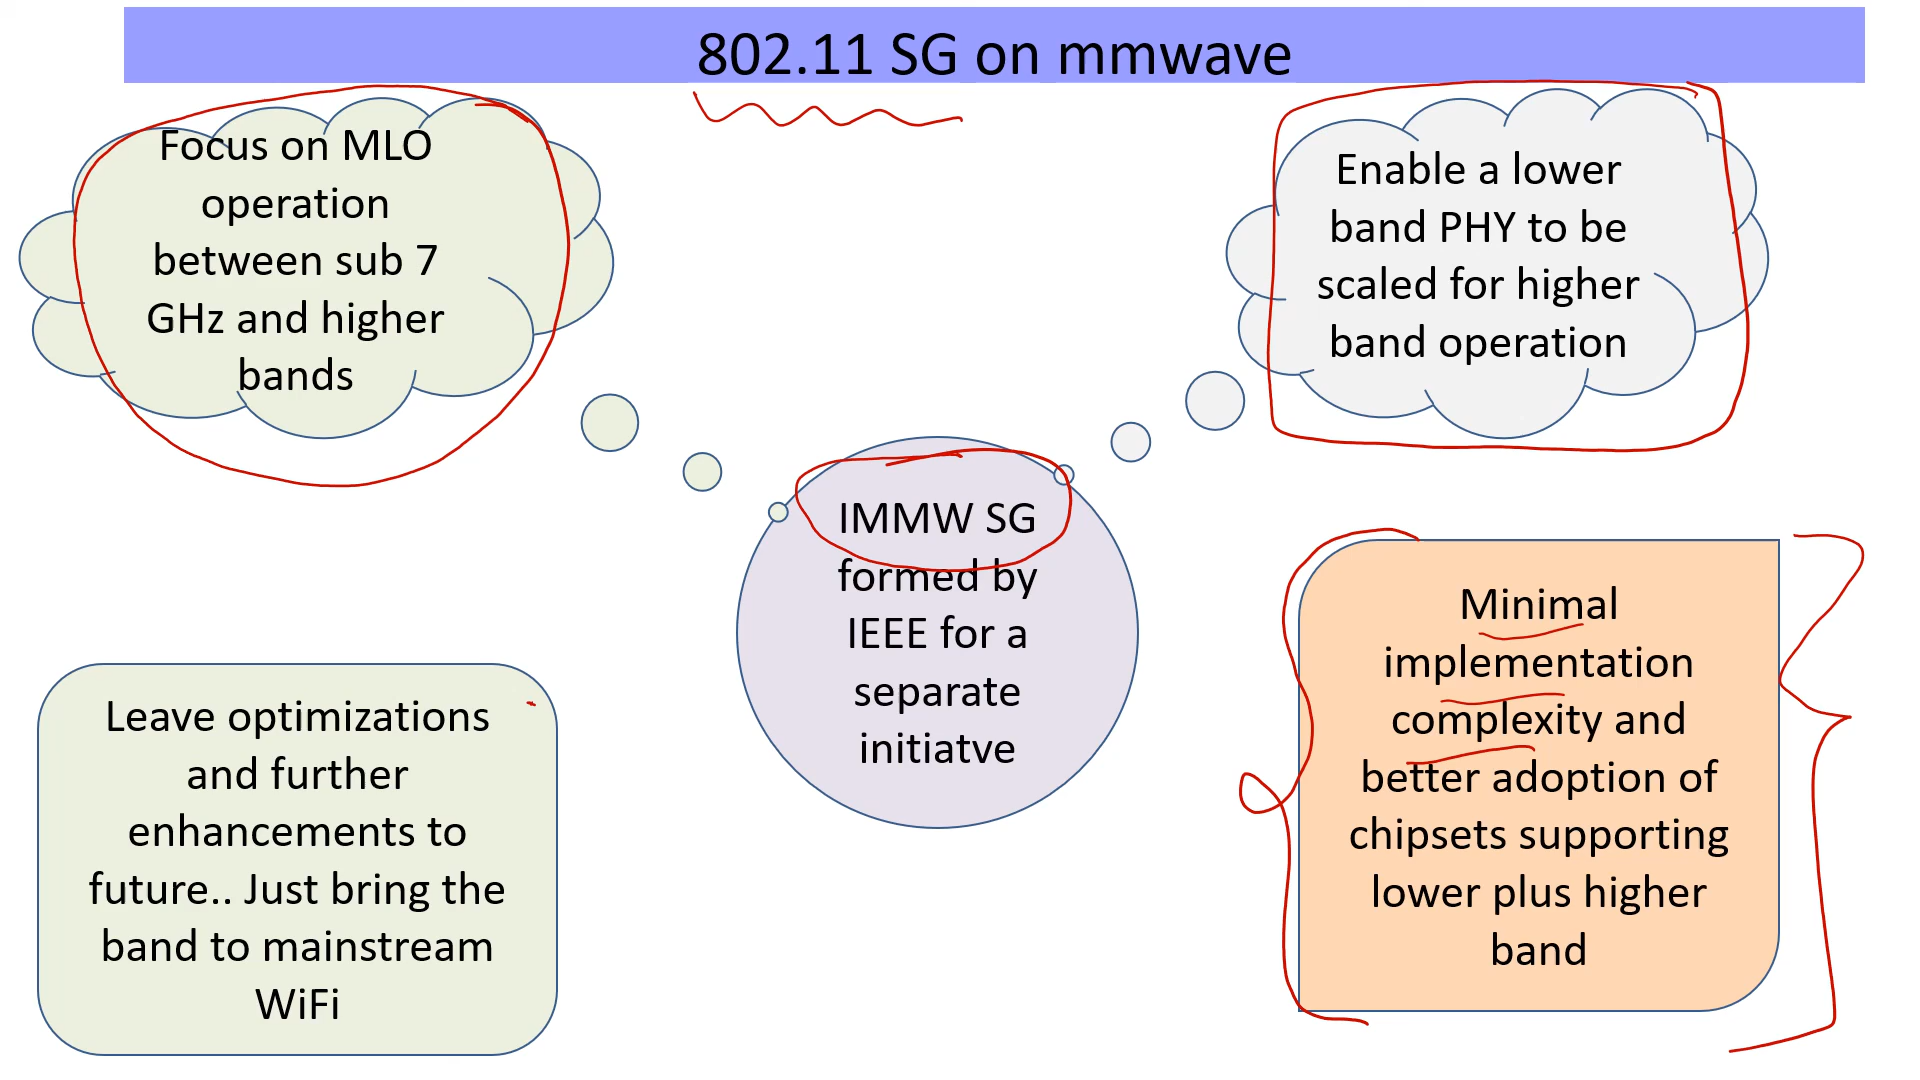 802.11 SG on mmwave
Focus on MLO
operation
between sub 7
GHz and higher
bands
Enable a lower
band PHY to be
scaled for higher
band operation
IMMW SG
formed by
IEEE for a
separate
initiatve
Leave optimizations
and further
enhancements to
future.. Just bring the
band to mainstream
WiFi
Minimal
implementation
complexity and
better adoption of
chipsets supporting
lower plus higher
band